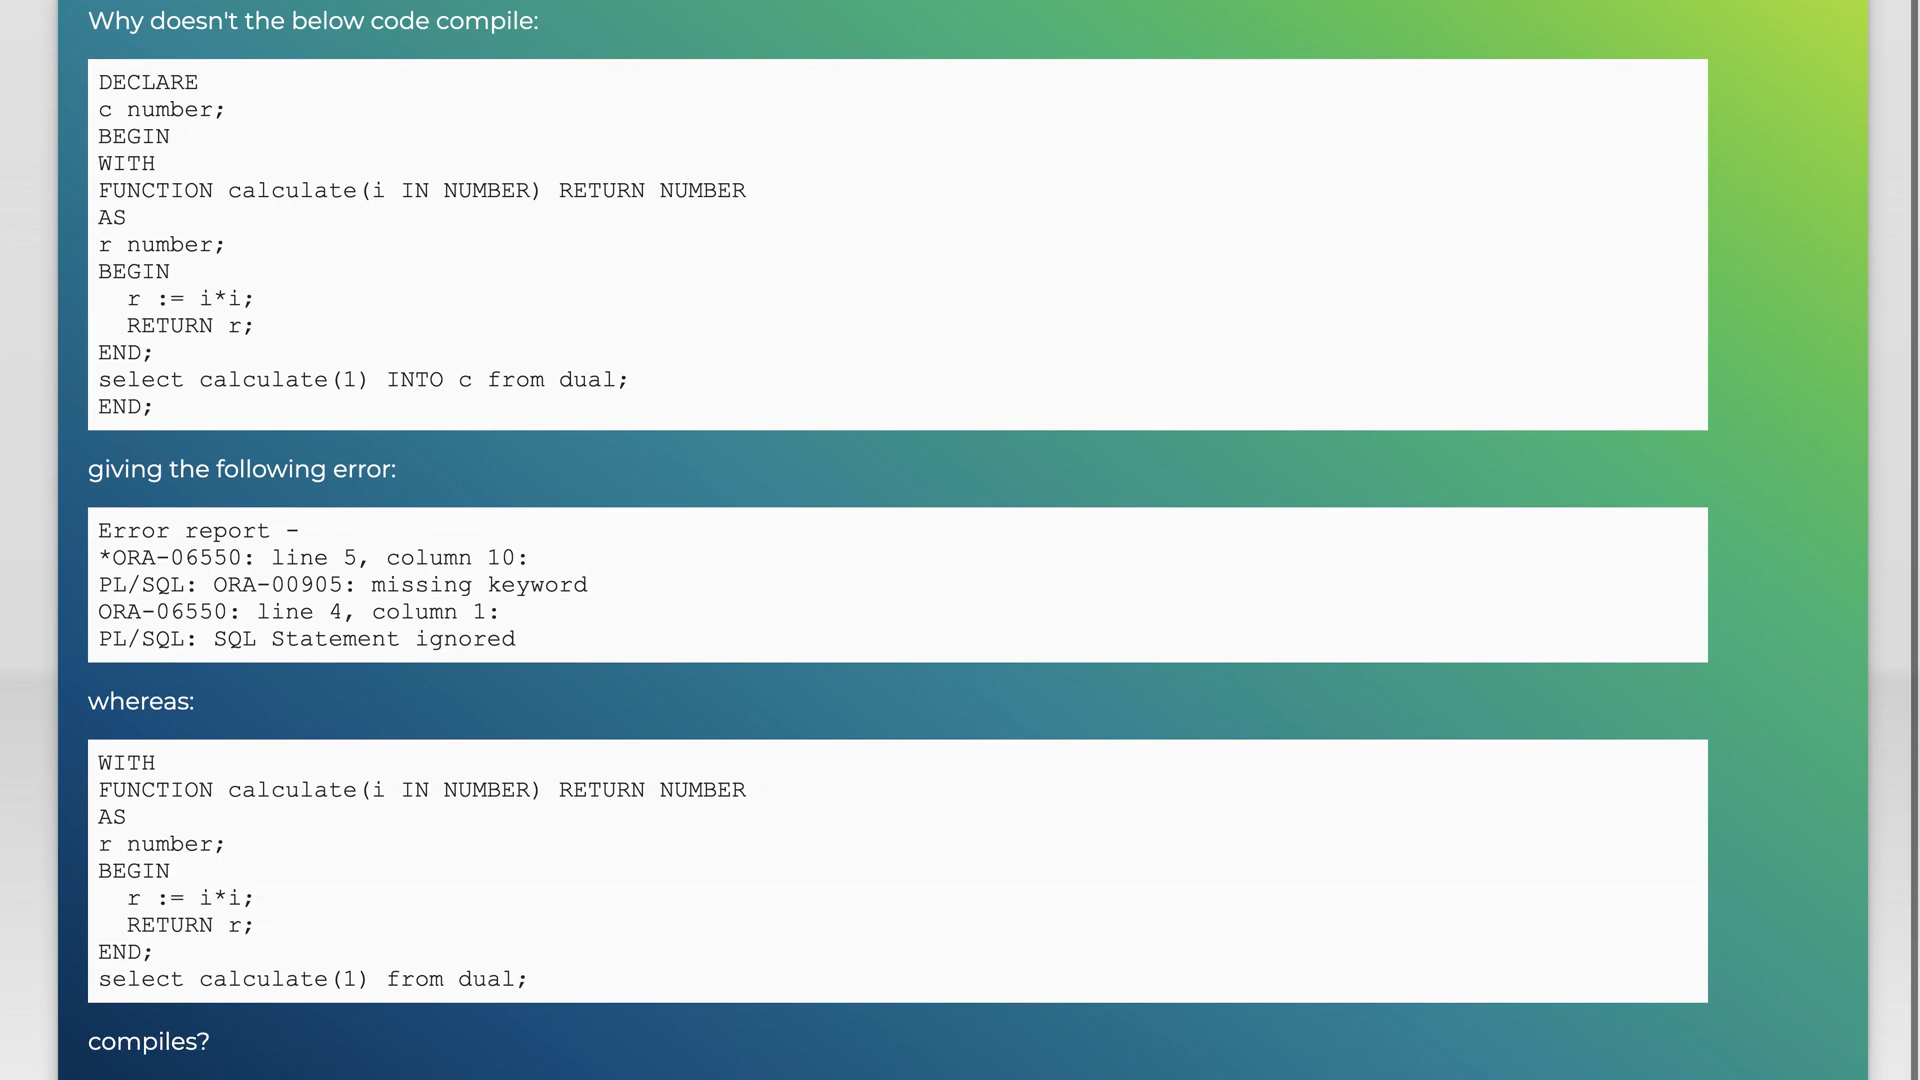 Why doesn't the below code compile:
DECLARE
c number;
BEGIN
WITH
FUNCTION calculate(i IN NUMBER) RETURN NUMBER
AS
r number;
BEGIN
  r := i*i;
  RETURN r;
END;
select calculate(1) INTO c from dual;
END;
giving the following error:
Error report -
*ORA-06550: line 5, column 10:
PL/SQL: ORA-00905: missing keyword
ORA-06550: line 4, column 1:
PL/SQL: SQL Statement ignored
whereas:
WITH
FUNCTION calculate(i IN NUMBER) RETURN NUMBER
AS
r number;
BEGIN
  r := i*i;
  RETURN r;
END;
select calculate(1) from dual;
compiles?